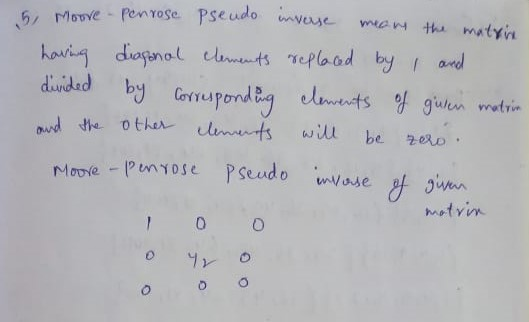 5, Moore - Penrose Pseudo inverse means the matrix
having diagonal elements replaced by 1 and
divided by corresponding elements of given matrix
and the other elements will be zero.
Moore - Penrose Pseudo inverse of given
matrix
1 0 0
0 1/2 0
0 0 0